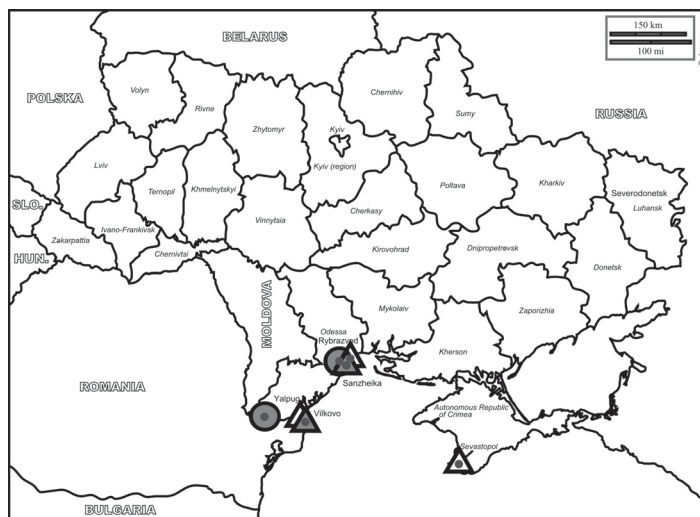 BELARUS
150 km
100 mi
POLSKA
Volyn
Rivne
Chernihiv
Sumy
RUSSIA
Zhytomyr
Kyiv
Kyiv (region)
Lviv
Ternopil
Khmelnytskyi
Poltava
Kharkiv
Severodonetsk
Luhansk
SLO.
Ivano-Frankivsk
Vinnytsia
Cherkasy
Zakarpattia
Chernivtsi
Kirovohrad
Dnipropetrevsk
HUN.
Donetsk
MOLDOVA
Odessa
Mykolaiv
Zaporizhia
Kherson
Sanzheika
ROMANIA
Yalpug
Vilkovo
Autonomous Republic
of Crimea
Sevastopol
BULGARIA